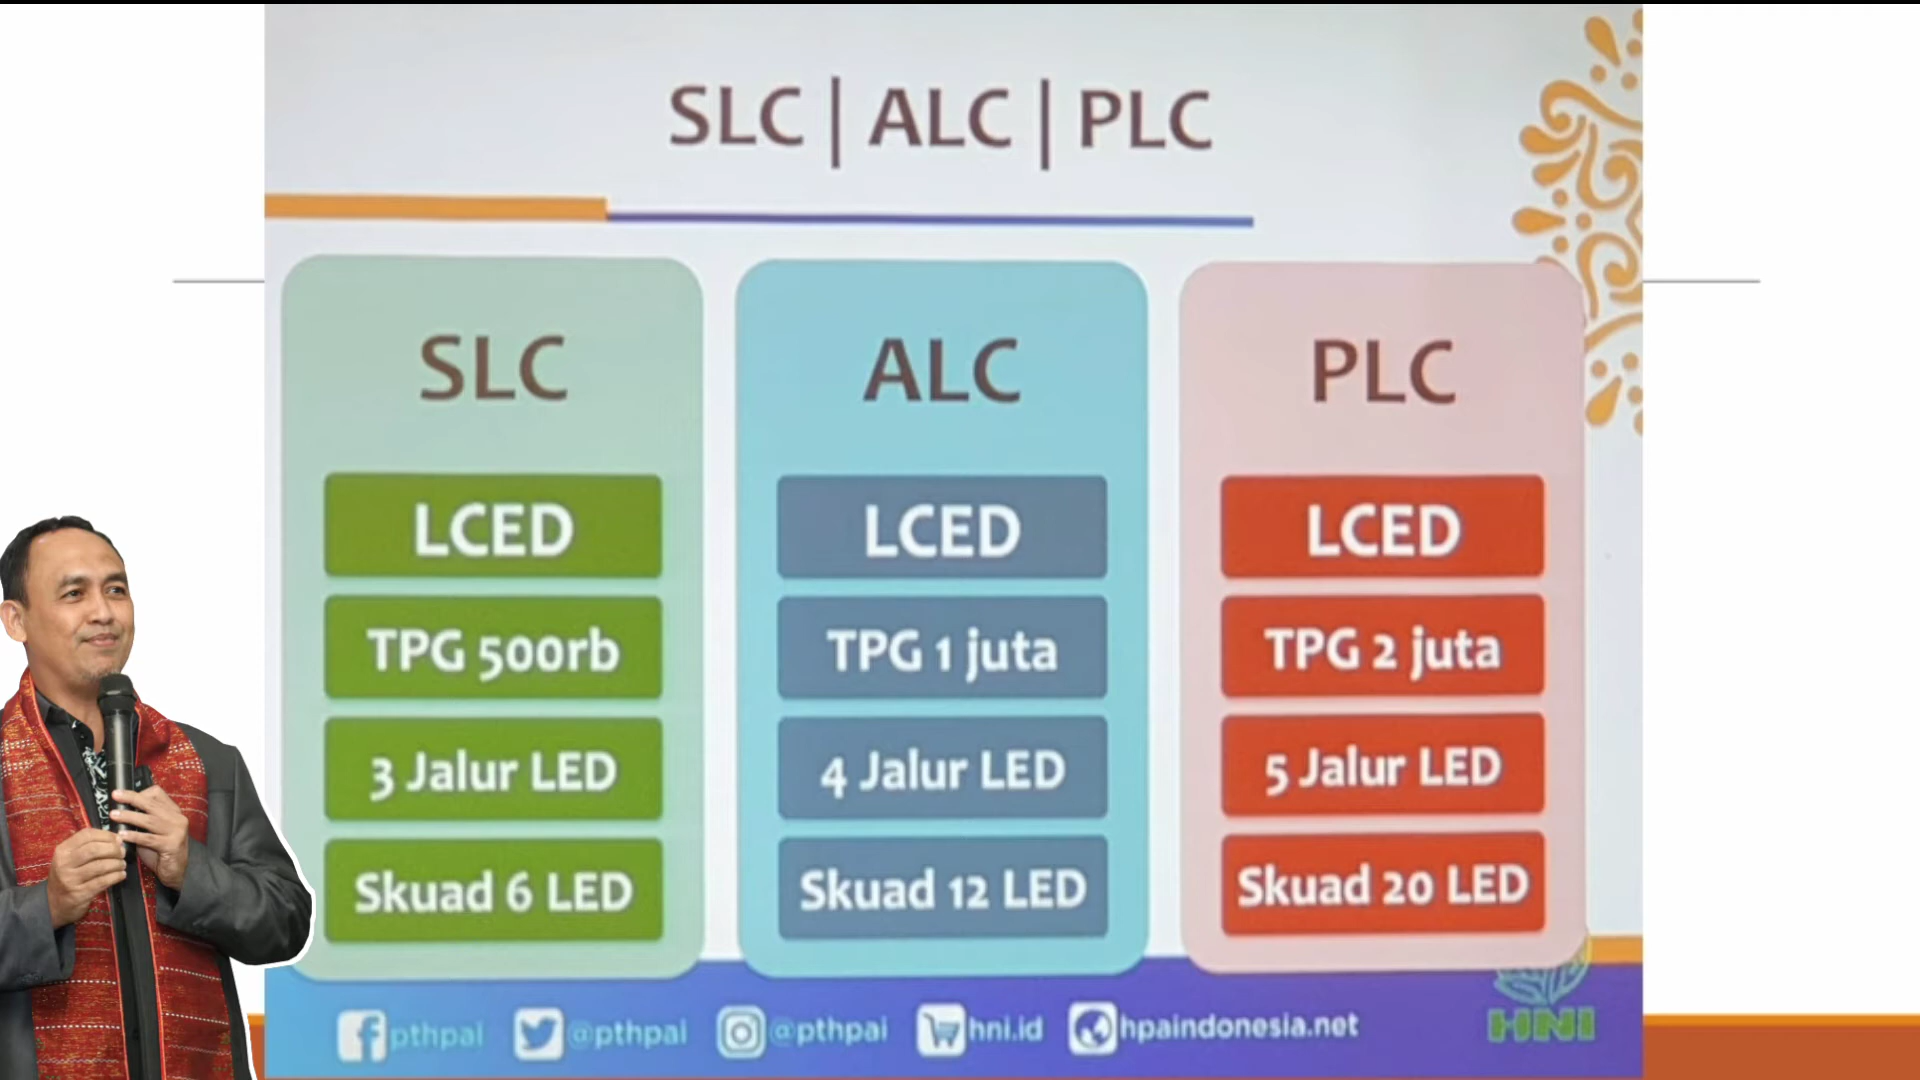 SLC | ALC | PLC
SLC
LCED
TPG 500rb
3 Jalur LED
Skuad 6 LED
ALC
LCED
TPG 1 juta
4 Jalur LED
Skuad 12 LED
PLC
LCED
TPG 2 juta
5 Jalur LED
Skuad 20 LED
pthpai @pthpai @pthpai hni.id hpaindonesia.net
HNI